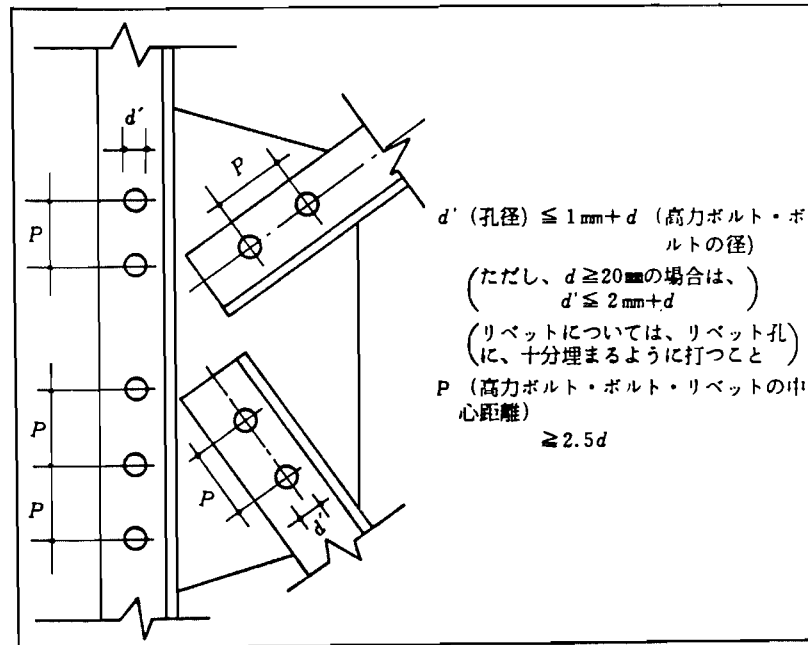 d′
P
P
P
P
P
d′
d′（孔径）≦1mm+d（高力ボルト・ボ
ルトの径）
（ただし、d≧20mmの場合は、
d′≦2mm+d）
（リベットについては、リベット孔
に、十分埋まるように打つこと）
P（高力ボルト・ボルト・リベットの中
心距離）
≧2.5d